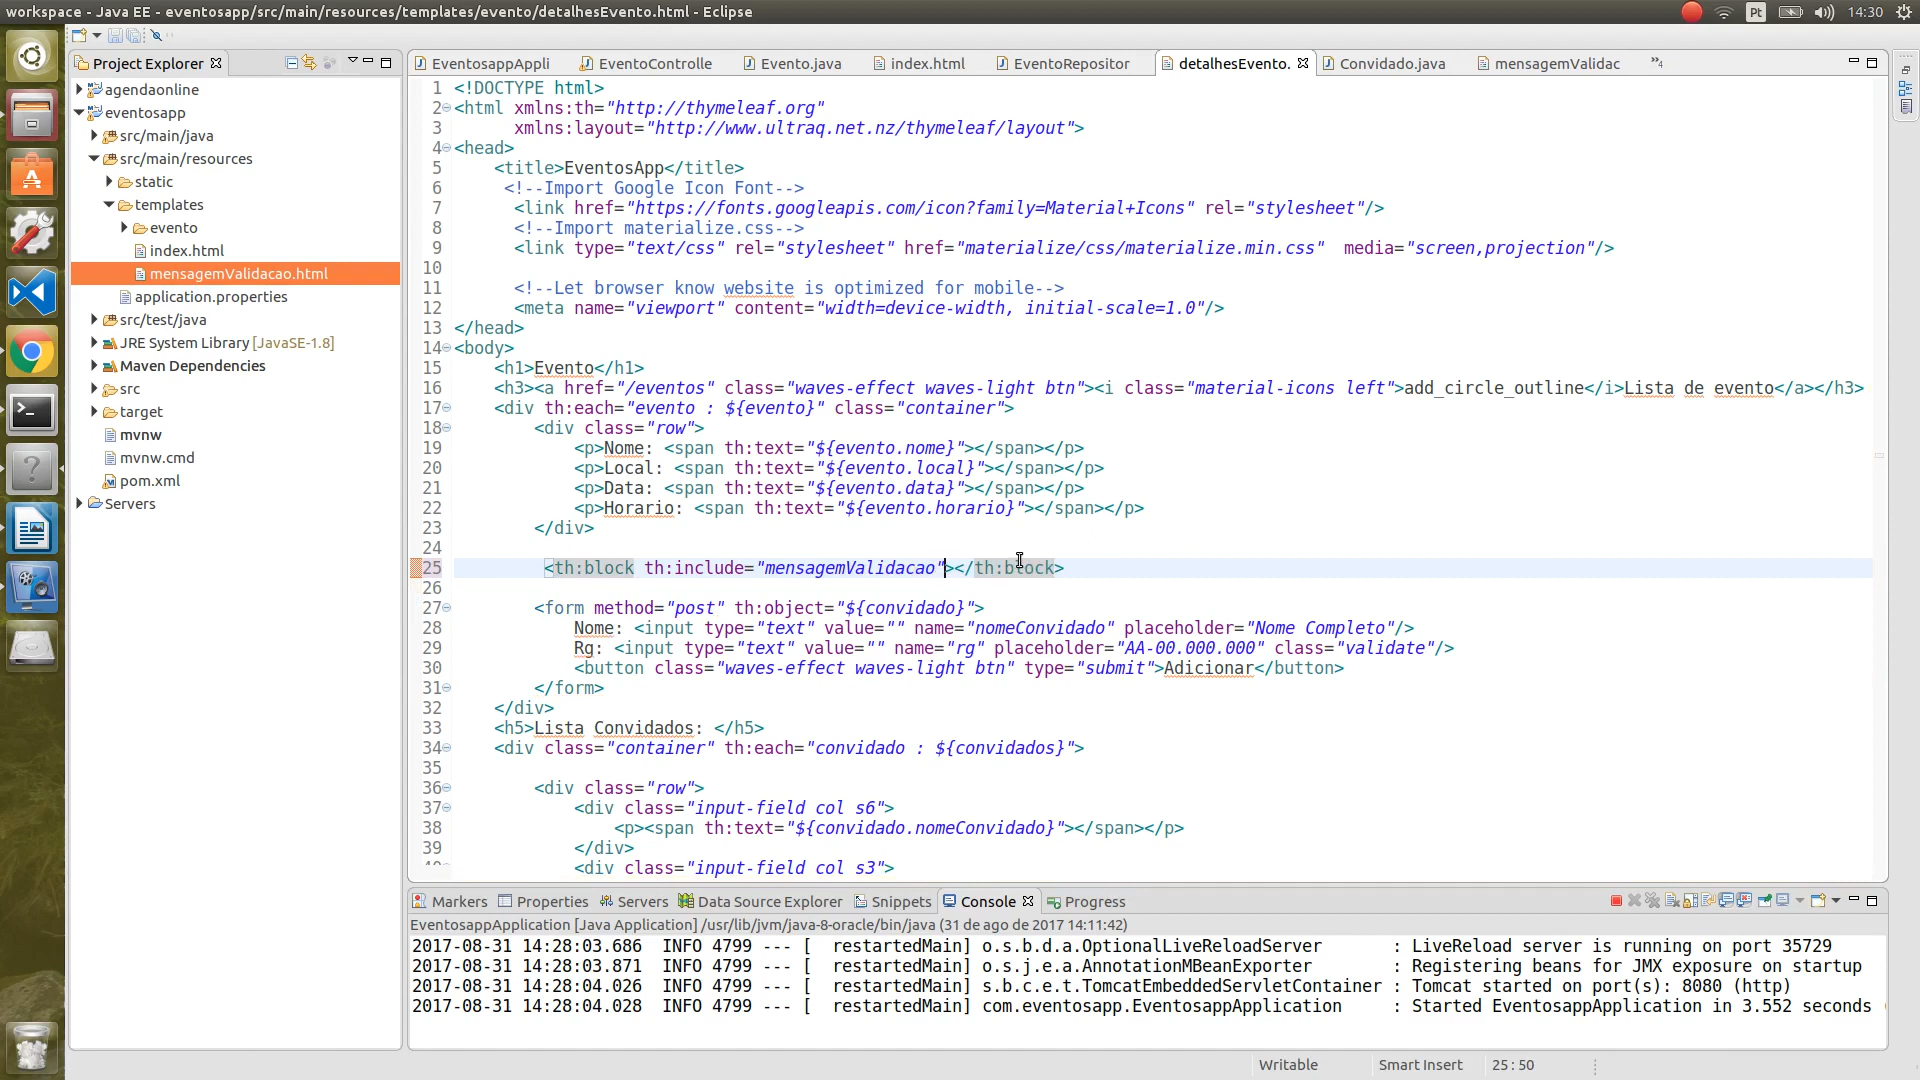 workspace - Java EE - eventosapp/src/main/resources/templates/evento/detalhesEvento.html - Eclipse
Pt
14:30
Project Explorer
agendaonline
eventosapp
src/main/java
src/main/resources
static
templates
evento
index.html
mensagemValidacao.html
application.properties
src/test/java
JRE System Library [JavaSE-1.8]
Maven Dependencies
src
target
mvnw
mvnw.cmd
pom.xml
Servers
EventosappAppli
EventoControlle
Evento.java
index.html
EventoRepositor
detalhesEvento.
Convidado.java
mensagemValidac
»4
1 <!DOCTYPE html>
2 <html xmlns:th="http://thymeleaf.org"
3 xmlns:layout="http://www.ultraq.net.nz/thymeleaf/layout">
4 <head>
5 <title>EventosApp</title>
6 <!--Import Google Icon Font-->
7 <link href="https://fonts.googleapis.com/icon?family=Material+Icons" rel="stylesheet"/>
8 <!--Import materialize.css-->
9 <link type="text/css" rel="stylesheet" href="materialize/css/materialize.min.css"  media="screen,projection"/>
10
11 <!--Let browser know website is optimized for mobile-->
12 <meta name="viewport" content="width=device-width, initial-scale=1.0"/>
13 </head>
14 <body>
15 <h1>Evento</h1>
16 <h3><a href="/eventos" class="waves-effect waves-light btn"><i class="material-icons left">add_circle_outline</i>Lista de evento</a></h3>
17 <div th:each="evento : ${evento}" class="container">
18 <div class="row">
19 <p>Nome: <span th:text="${evento.nome}"></span></p>
20 <p>Local: <span th:text="${evento.local}"></span></p>
21 <p>Data: <span th:text="${evento.data}"></span></p>
22 <p>Horario: <span th:text="${evento.horario}"></span></p>
23 </div>
24
25 <th:block th:include="mensagemValidacao"></th:block>
26
27 <form method="post" th:object="${convidado}">
28 Nome: <input type="text" value="" name="nomeConvidado" placeholder="Nome Completo"/>
29 Rg: <input type="text" value="" name="rg" placeholder="AA-00.000.000" class="validate"/>
30 <button class="waves-effect waves-light btn" type="submit">Adicionar</button>
31 </form>
32 </div>
33 <h5>Lista Convidados: </h5>
34 <div class="container" th:each="convidado : ${convidados}">
35
36 <div class="row">
37 <div class="input-field col s6">
38 <p><span th:text="${convidado.nomeConvidado}"></span></p>
39 </div>
<div class="input-field col s3">
Markers
Properties
Servers
Data Source Explorer
Snippets
Console
Progress
EventosappApplication [Java Application] /usr/lib/jvm/java-8-oracle/bin/java (31 de ago de 2017 14:11:42)
2017-08-31 14:28:03.686  INFO 4799 --- [  restartedMain] o.s.b.d.a.OptionalLiveReloadServer       : LiveReload server is running on port 35729
2017-08-31 14:28:03.871  INFO 4799 --- [  restartedMain] o.s.j.e.a.AnnotationMBeanExporter        : Registering beans for JMX exposure on startup
2017-08-31 14:28:04.026  INFO 4799 --- [  restartedMain] s.b.c.e.t.TomcatEmbeddedServletContainer : Tomcat started on port(s): 8080 (http)
2017-08-31 14:28:04.028  INFO 4799 --- [  restartedMain] com.eventosapp.EventosappApplication     : Started EventosappApplication in 3.552 seconds
Writable
Smart Insert
25 : 50